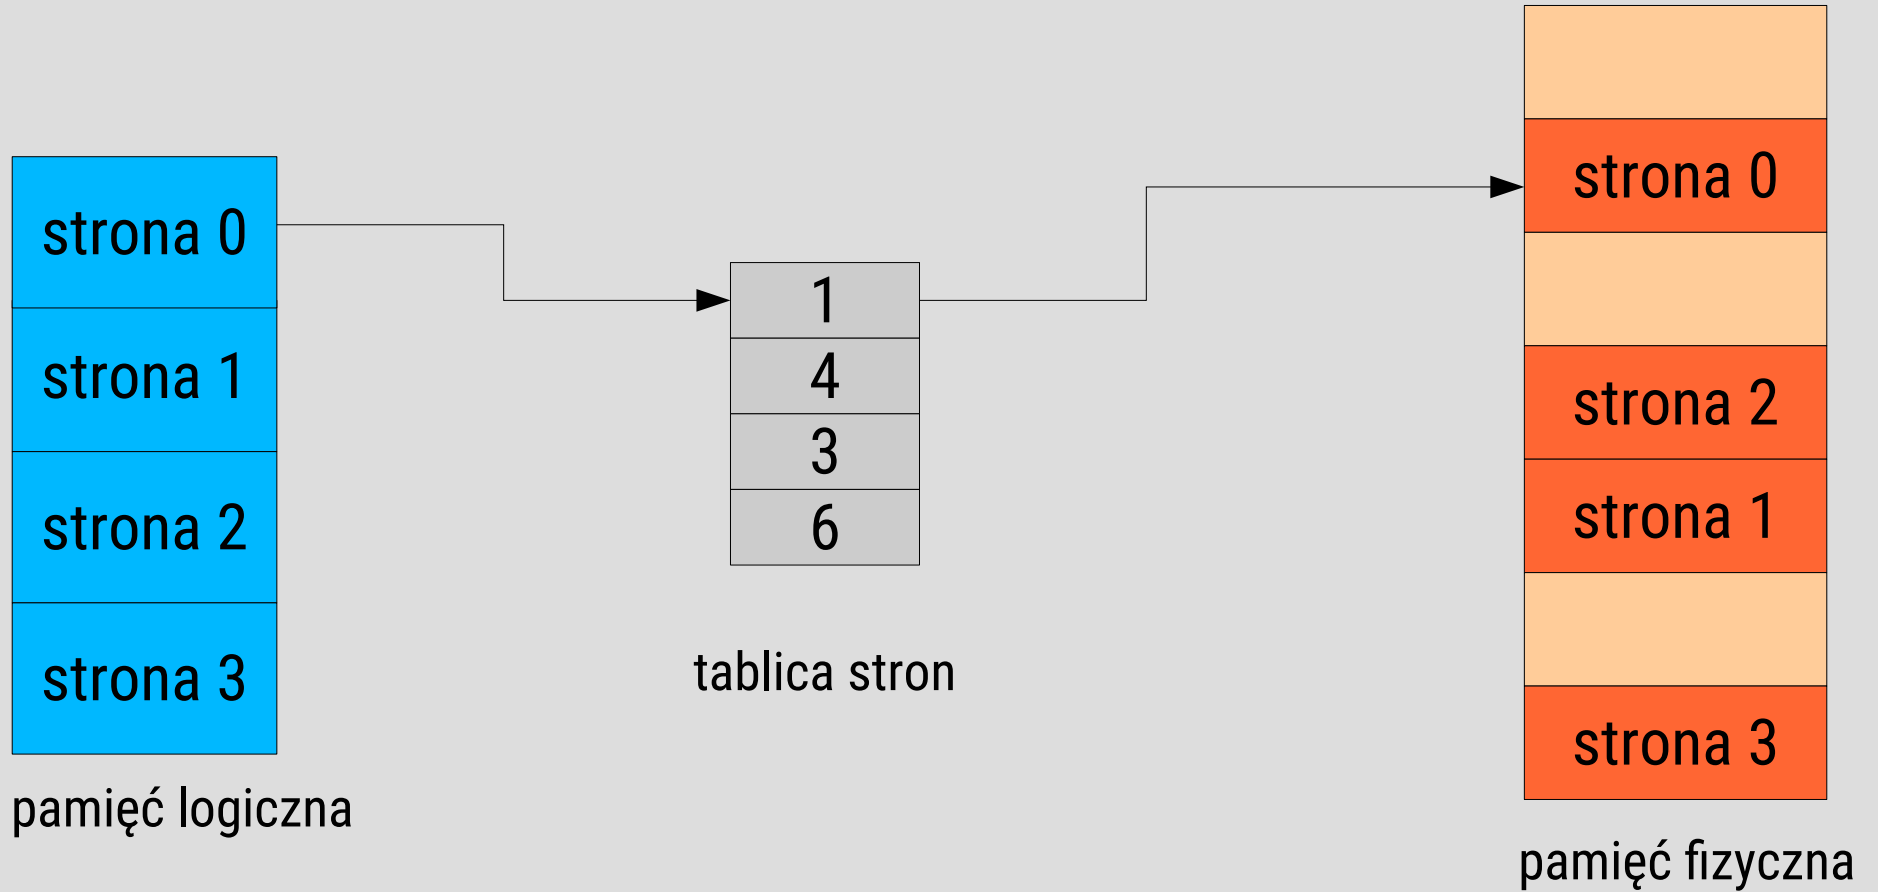 strona 0
strona 1
strona 2
strona 3
pamięć logiczna
1
4
3
6
tablica stron
strona 0
strona 2
strona 1
strona 3
pamięć fizyczna